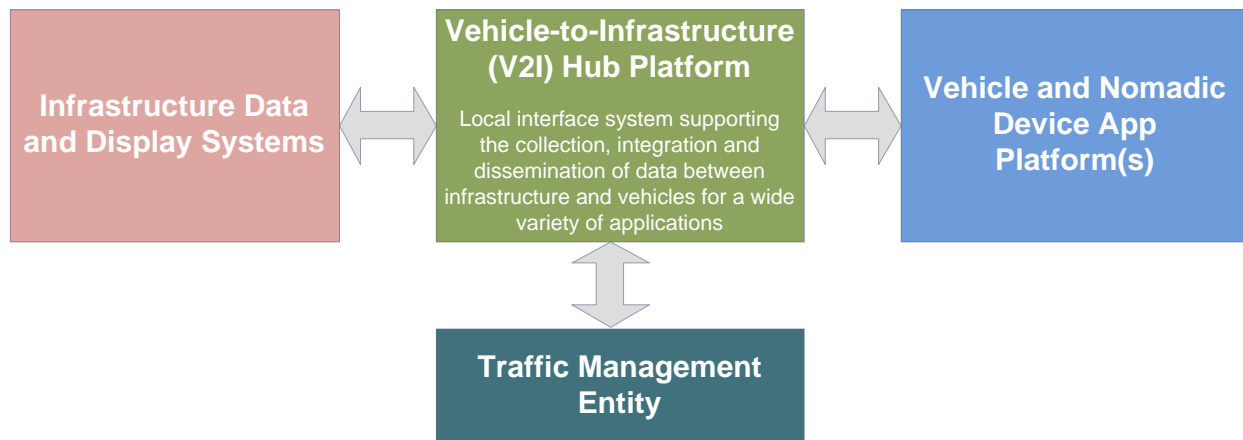 Infrastructure Data
and Display Systems
Vehicle-to-Infrastructure
(V2I) Hub Platform
Local interface system supporting
the collection, integration and
dissemination of data between
infrastructure and vehicles for a wide
variety of applications
Vehicle and Nomadic
Device App
Platform(s)
Traffic Management
Entity